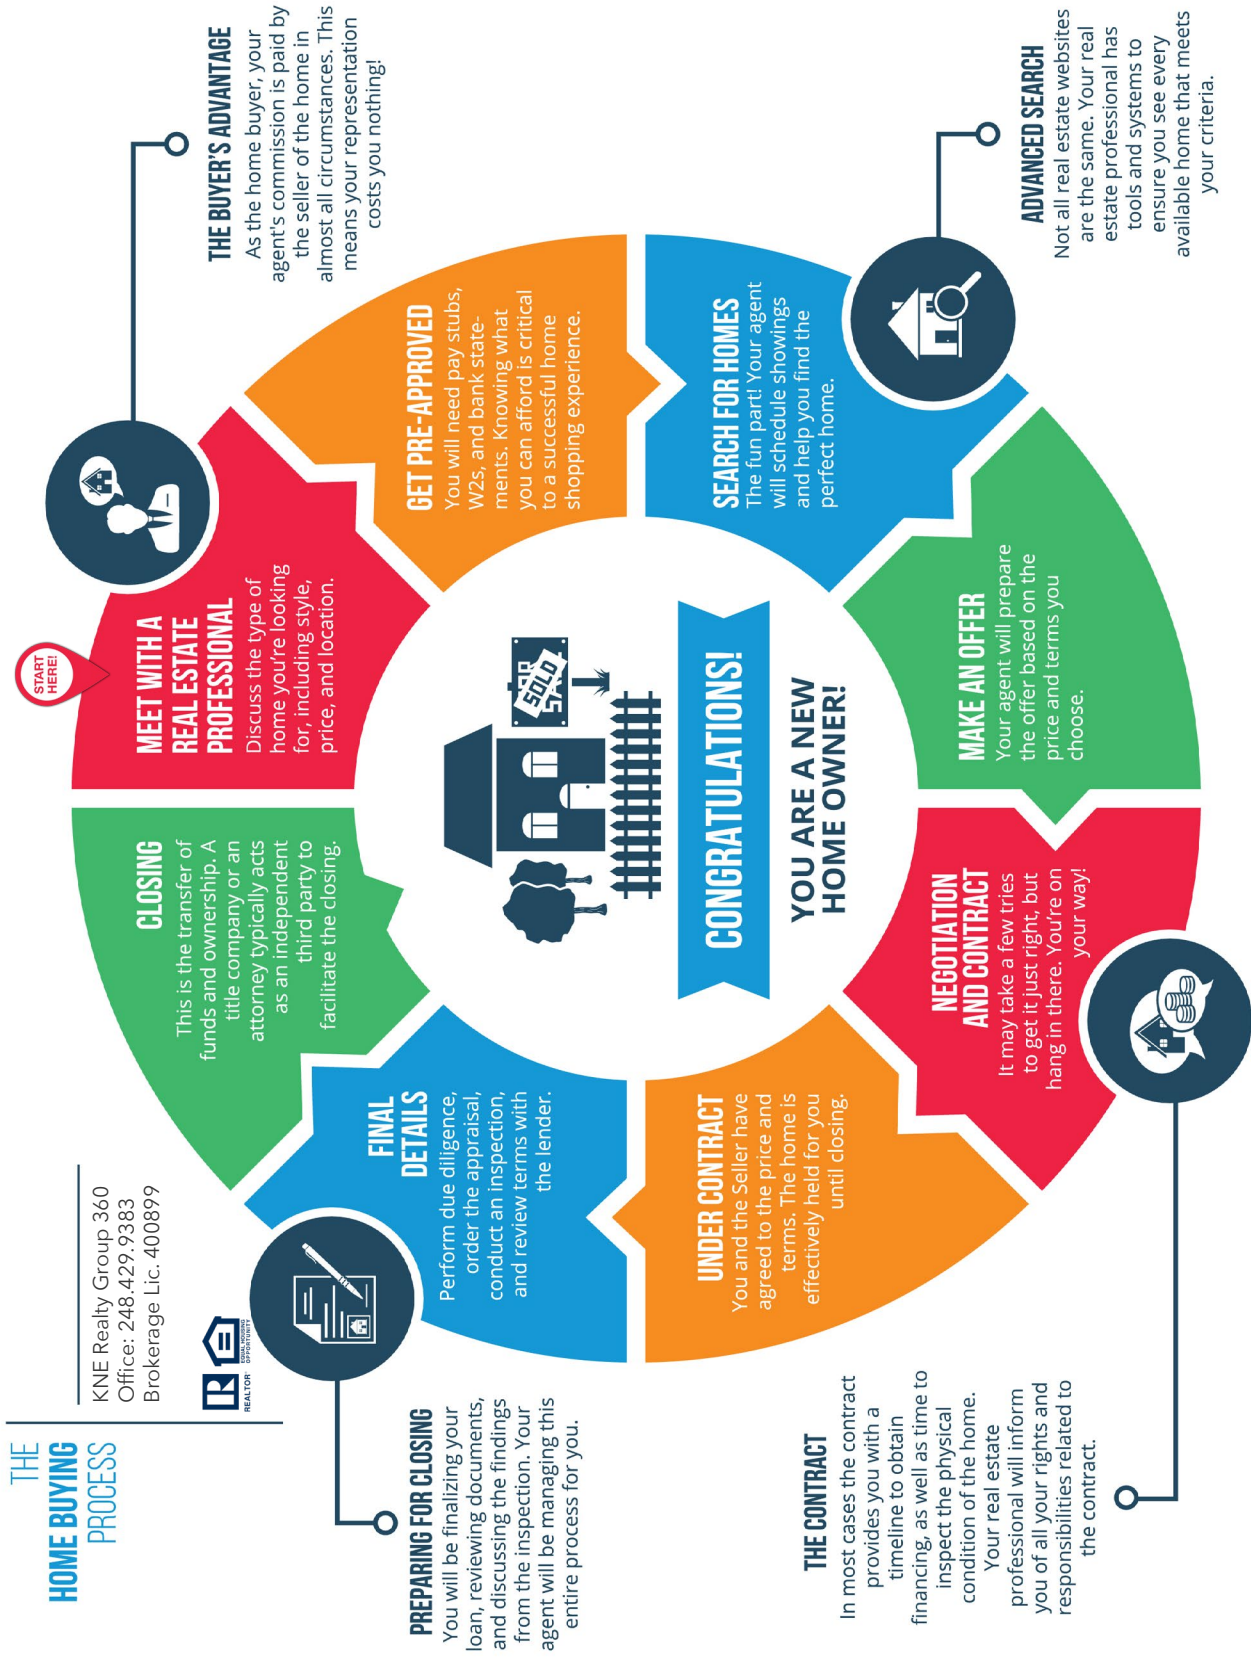 THE
HOME BUYING
PROCESS
KNE Realty Group 360
Office: 248.429.9383
Brokerage Lic. 400899
REALTOR®
EQUAL HOUSING
OPPORTUNITY
START
HERE!
MEET WITH A
REAL ESTATE
PROFESSIONAL
Discuss the type of
home you're looking
for, including style,
price, and location.
THE BUYER'S ADVANTAGE
As the home buyer, your
agent's commission is paid by
the seller of the home in
almost all circumstances. This
means your representation
costs you nothing!
GET PRE-APPROVED
You will need pay stubs,
W2s, and bank state-
ments. Knowing what
you can afford is critical
to a successful home
shopping experience.
SEARCH FOR HOMES
The fun part! Your agent
will schedule showings
and help you find the
perfect home.
ADVANCED SEARCH
Not all real estate websites
are the same. Your real
estate professional has
tools and systems to
ensure you see every
available home that meets
your criteria.
MAKE AN OFFER
Your agent will prepare
the offer based on the
price and terms you
choose.
NEGOTIATION
AND CONTRACT
It may take a few tries
to get it just right, but
hang in there. You're on
your way!
THE CONTRACT
In most cases the contract
provides you with a
timeline to obtain
financing, as well as time to
inspect the physical
condition of the home.
Your real estate
professional will inform
you of all your rights and
responsibilities related to
the contract.
UNDER CONTRACT
You and the Seller have
agreed to the price and
terms. The home is
effectively held for you
until closing.
FINAL
DETAILS
Perform due diligence,
order the appraisal,
conduct an inspection,
and review terms with
the lender.
PREPARING FOR CLOSING
You will be finalizing your
loan, reviewing documents,
and discussing the findings
from the inspection. Your
agent will be managing this
entire process for you.
CLOSING
This is the transfer of
funds and ownership. A
title company or an
attorney typically acts
as an independent
third party to
facilitate the closing.
SOLD
CONGRATULATIONS!
YOU ARE A NEW
HOME OWNER!